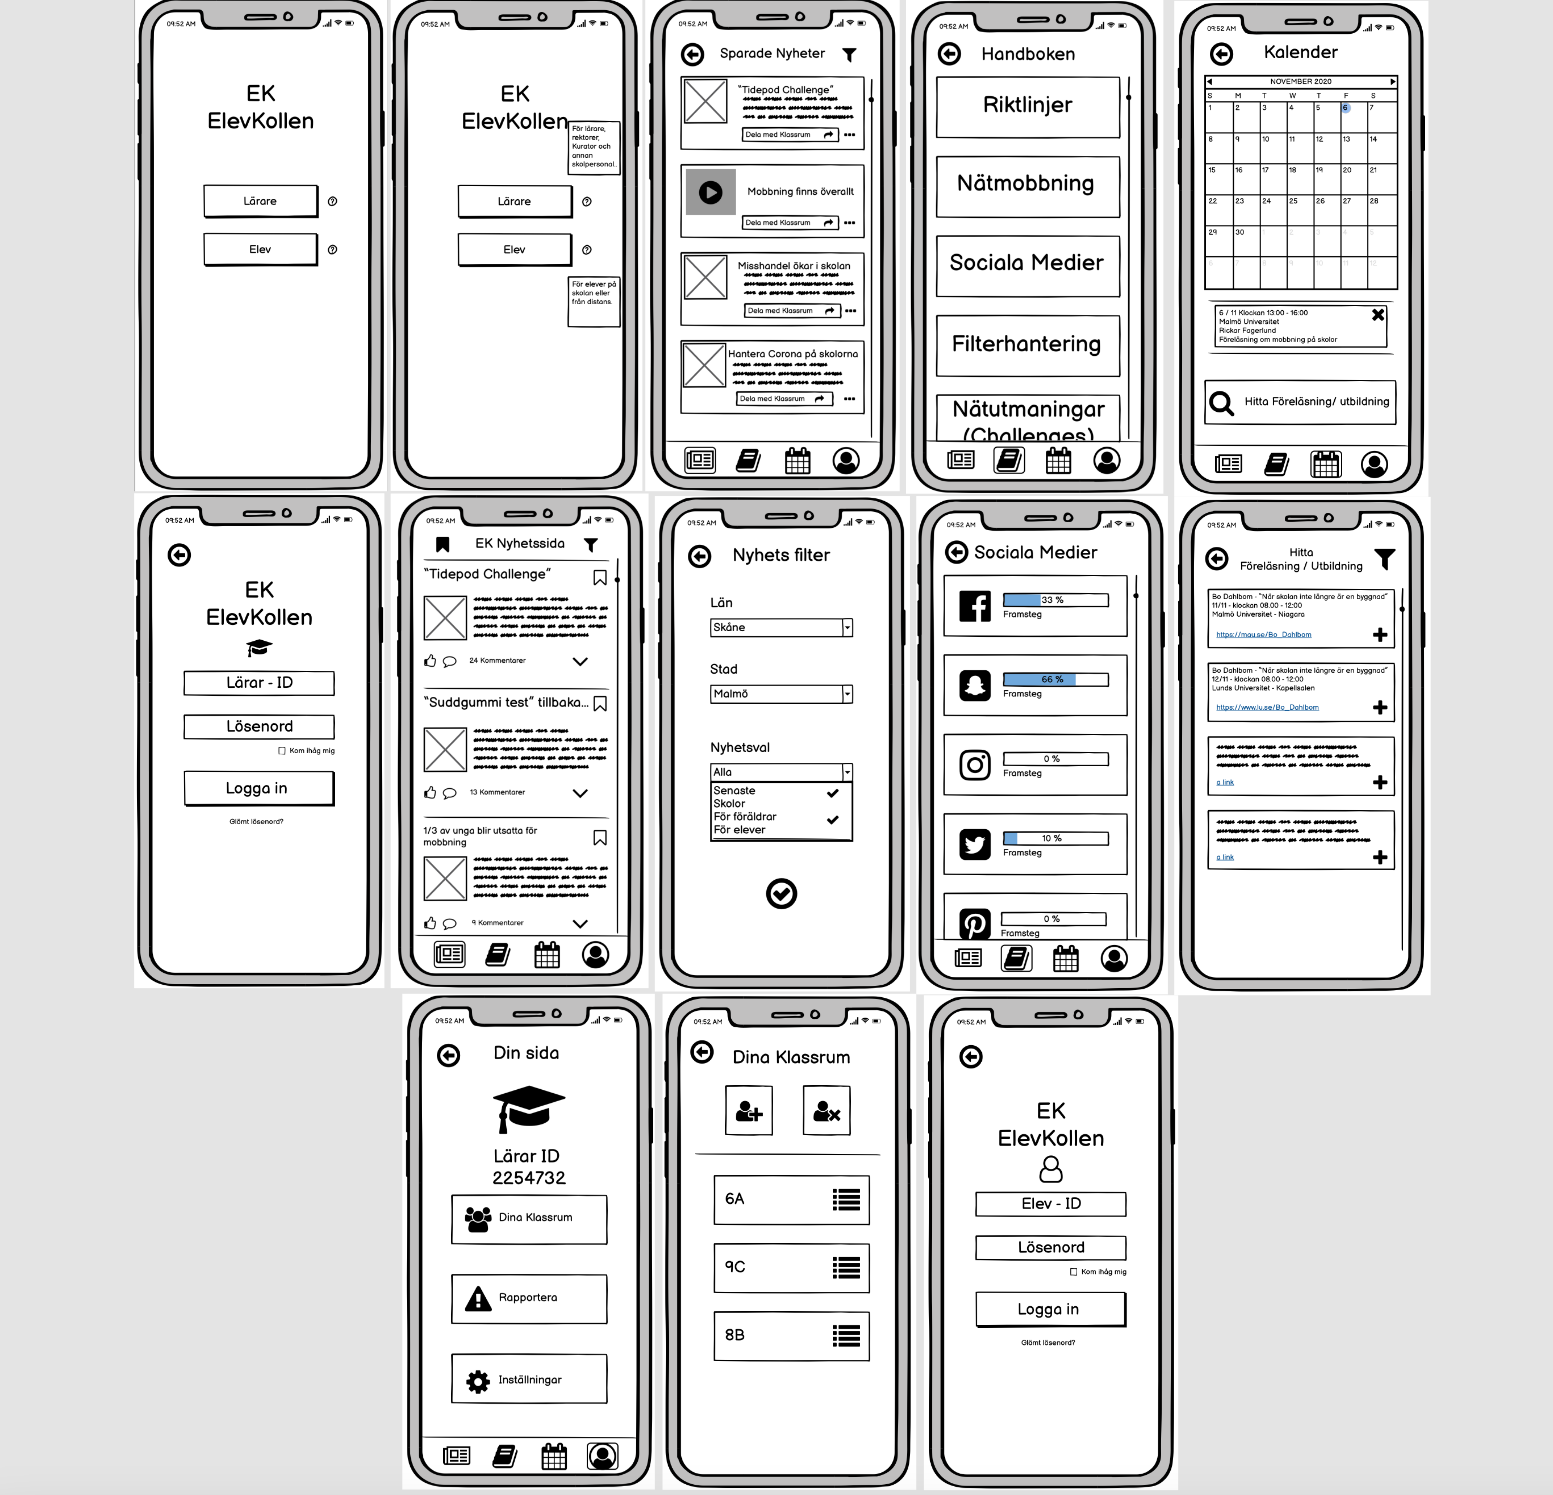 09:52 AM
EK
ElevKollen
Lärare
?
Elev
?
09:52 AM
EK
ElevKollen
För lärare,
rektorer,
Kurator och
annan
skolpersonal.
Lärare
?
Elev
?
För elever på
skolan eller
från distans.
09:52 AM
Sparade Nyheter
"Tidepod Challenge"
Dela med Klassrum
Mobbning finns överallt
Dela med Klassrum
Misshandel ökar i skolan
Dela med Klassrum
Hantera Corona på skolorna
Dela med Klassrum
09:52 AM
Handboken
Riktlinjer
Nätmobbning
Sociala Medier
Filterhantering
Nätutmaningar
(Challenges)
09:52 AM
Kalender
NOVEMBER 2020
S M T W T F S
1 2 3 4 5 6 7
8 9 10 11 12 13 14
15 16 17 18 19 20 21
22 23 24 25 26 27 28
29 30 1 2 3 4 5
6 7 8 9 10 11 12
6 / 11 Klockan 13:00 - 16:00
Malmö Universitet
Rickar Fagerlund
Föreläsning om mobbning på skolor
Hitta Föreläsning/ utbildning
09:52 AM
EK
ElevKollen
Lärar - ID
Lösenord
Kom ihåg mig
Logga in
Glömt lösenord?
09:52 AM
EK Nyhetssida
"Tidepod Challenge"
24 Kommentarer
"Suddgummi test" tillbaka...
13 Kommentarer
1/3 av unga blir utsatta för
mobbning
9 Kommentarer
09:52 AM
Nyhets filter
Län
Skåne
Stad
Malmö
Nyhetsval
Alla
Senaste
Skolor
För föräldrar
För elever
09:52 AM
Sociala Medier
33 %
Framsteg
66 %
Framsteg
0 %
Framsteg
10 %
Framsteg
0 %
Framsteg
09:52 AM
Hitta
Föreläsning / Utbildning
Bo Dahlbom - "När skolan inte längre är en byggnad"
11/11 - klockan 08.00 - 12:00
Malmö Universitet - Niagara
https://mau.se/Bo_Dahlbom
Bo Dahlbom - "När skolan inte längre är en byggnad"
12/11 - klockan 08.00 - 12:00
Lunds Universitet - Kapellsalen
https://www.lu.se/Bo_Dahlbom
a link
a link
09:52 AM
Din sida
Lärar ID
2254732
Dina Klassrum
Rapportera
Inställningar
09:52 AM
Dina Klassrum
6A
9C
8B
09:52 AM
EK
ElevKollen
Elev - ID
Lösenord
Kom ihåg mig
Logga in
Glömt lösenord?